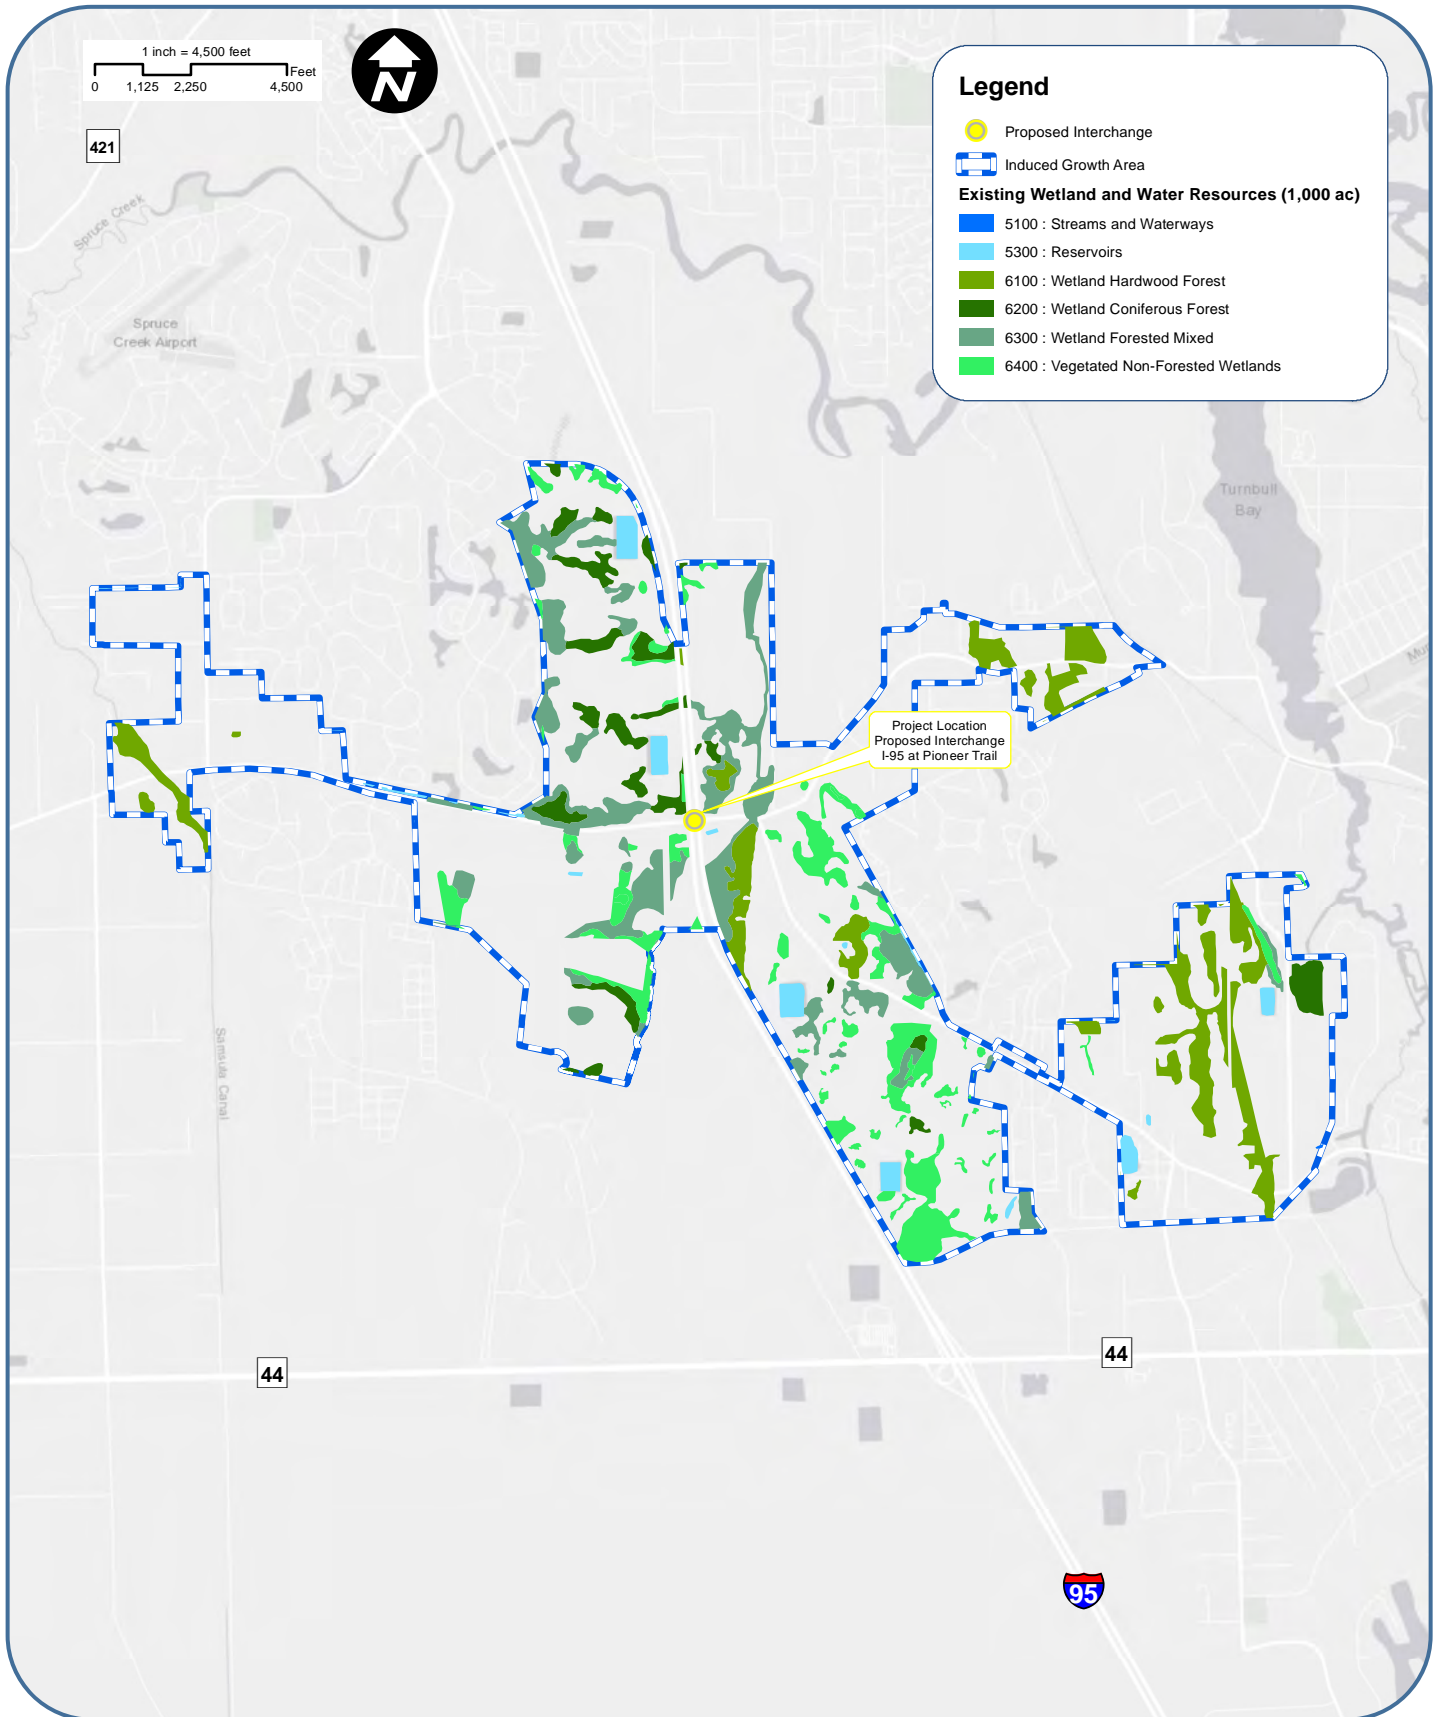 1 inch = 4,500 feet
Feet
0 1,125 2,250 4,500
N
421
Legend
Proposed Interchange
Induced Growth Area
Existing Wetland and Water Resources (1,000 ac)
5100 : Streams and Waterways
5300 : Reservoirs
6100 : Wetland Hardwood Forest
6200 : Wetland Coniferous Forest
6300 : Wetland Forested Mixed
6400 : Vegetated Non-Forested Wetlands
Spruce Creek
Spruce
Creek Airport
Turnbull
Bay
Project Location
Proposed Interchange
I-95 at Pioneer Trail
Samsula Canal
44
44
95